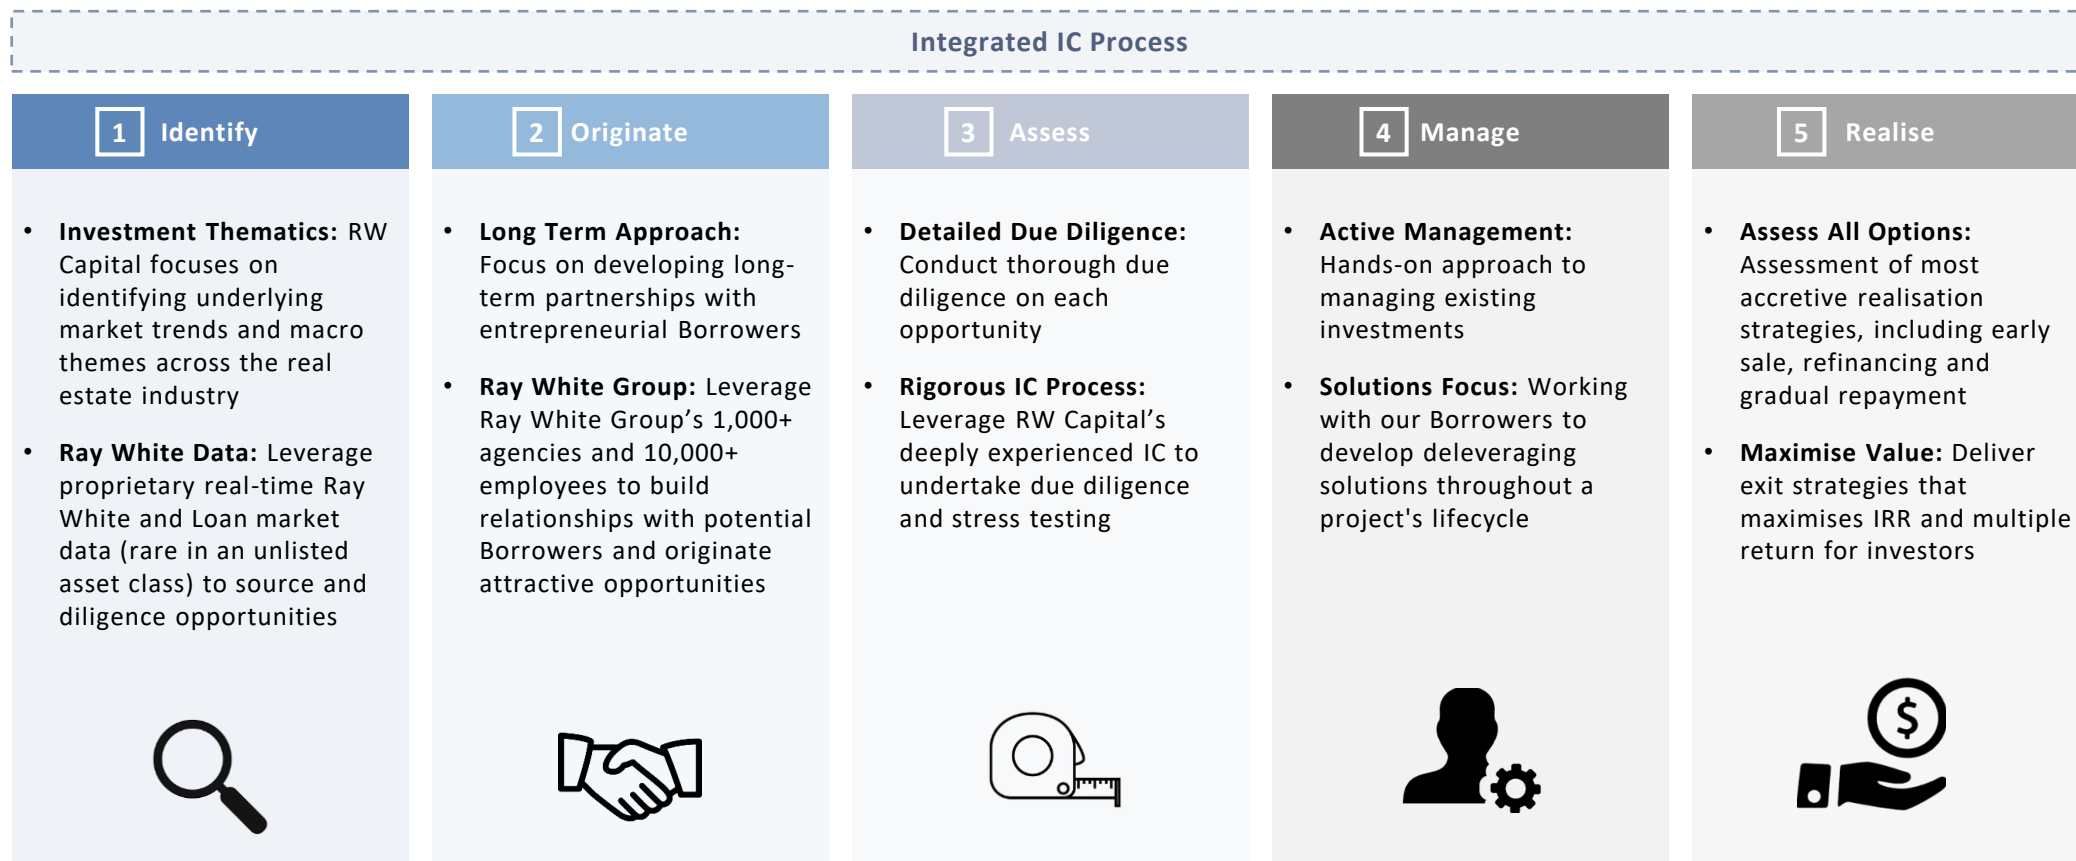 Integrated IC Process
1 Identify
• Investment Thematics: RW
Capital focuses on
identifying underlying
market trends and macro
themes across the real
estate industry
• Ray White Data: Leverage
proprietary real-time Ray
White and Loan market
data (rare in an unlisted
asset class) to source and
diligence opportunities
2 Originate
• Long Term Approach:
Focus on developing long-
term partnerships with
entrepreneurial Borrowers
• Ray White Group: Leverage
Ray White Group’s 1,000+
agencies and 10,000+
employees to build
relationships with potential
Borrowers and originate
attractive opportunities
3 Assess
• Detailed Due Diligence:
Conduct thorough due
diligence on each
opportunity
• Rigorous IC Process:
Leverage RW Capital’s
deeply experienced IC to
undertake due diligence
and stress testing
4 Manage
• Active Management:
Hands-on approach to
managing existing
investments
• Solutions Focus: Working
with our Borrowers to
develop deleveraging
solutions throughout a
project's lifecycle
5 Realise
• Assess All Options:
Assessment of most
accretive realisation
strategies, including early
sale, refinancing and
gradual repayment
• Maximise Value: Deliver
exit strategies that
maximises IRR and multiple
return for investors
$